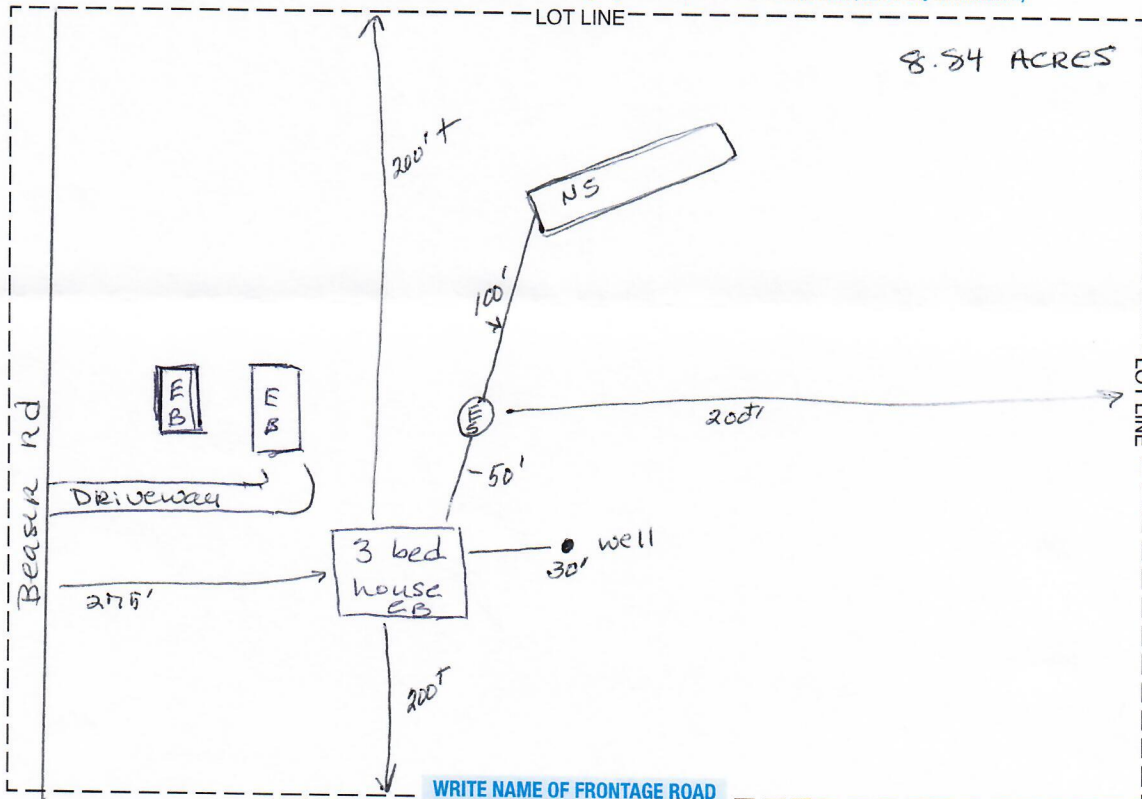 LOT LINE
8.84 ACRES
200' +
NS
100'
E
B
E
B
ES
200+'
LOT LINE
50'
Beaser Rd
DRiveway
3 bed
house
EB
well
30'
275'
200+
WRITE NAME OF FRONTAGE ROAD